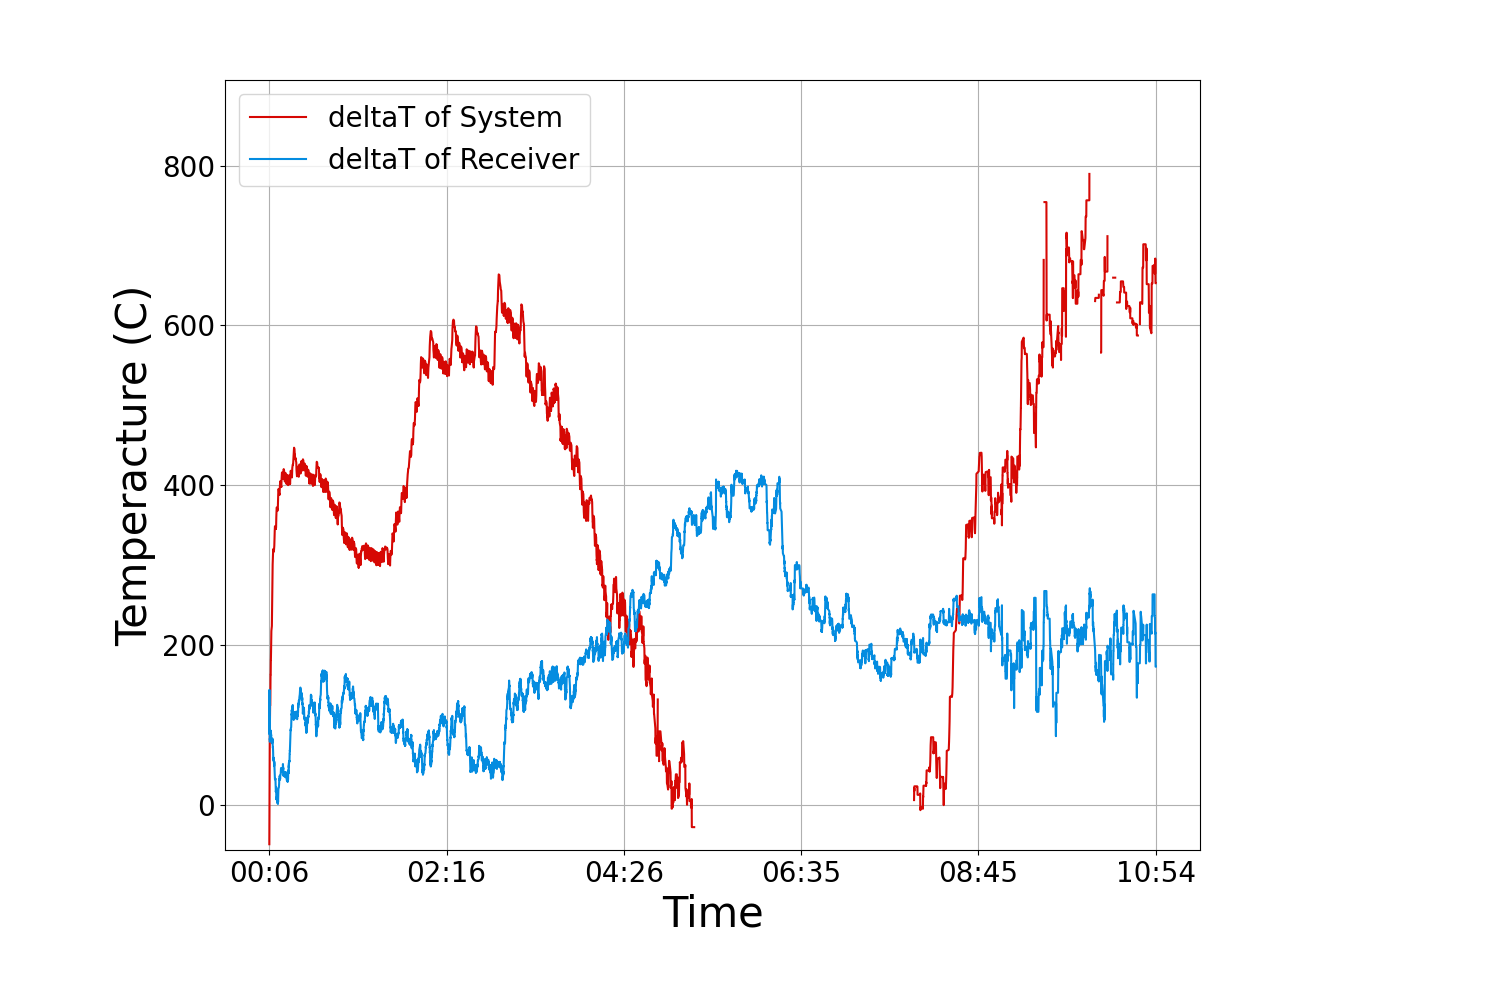 deltaT of System
deltaT of Receiver
800
600
400
200
0
Temperacture (C)
00:06 02:16 04:26 06:35 08:45 10:54
Time